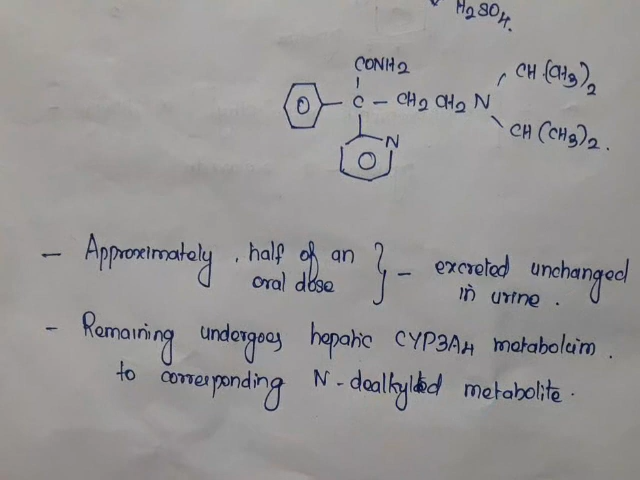 H2SO4.
CONH2
CH.(CH3)2
C - CH2 CH2 N
N
CH (CH3)2.
- Approximately, half of an } - excreted unchanged
oral dose in urine.
- Remaining undergoes hepatic CYP3A4 metabolism.
to corresponding N-dealkylated metabolite.